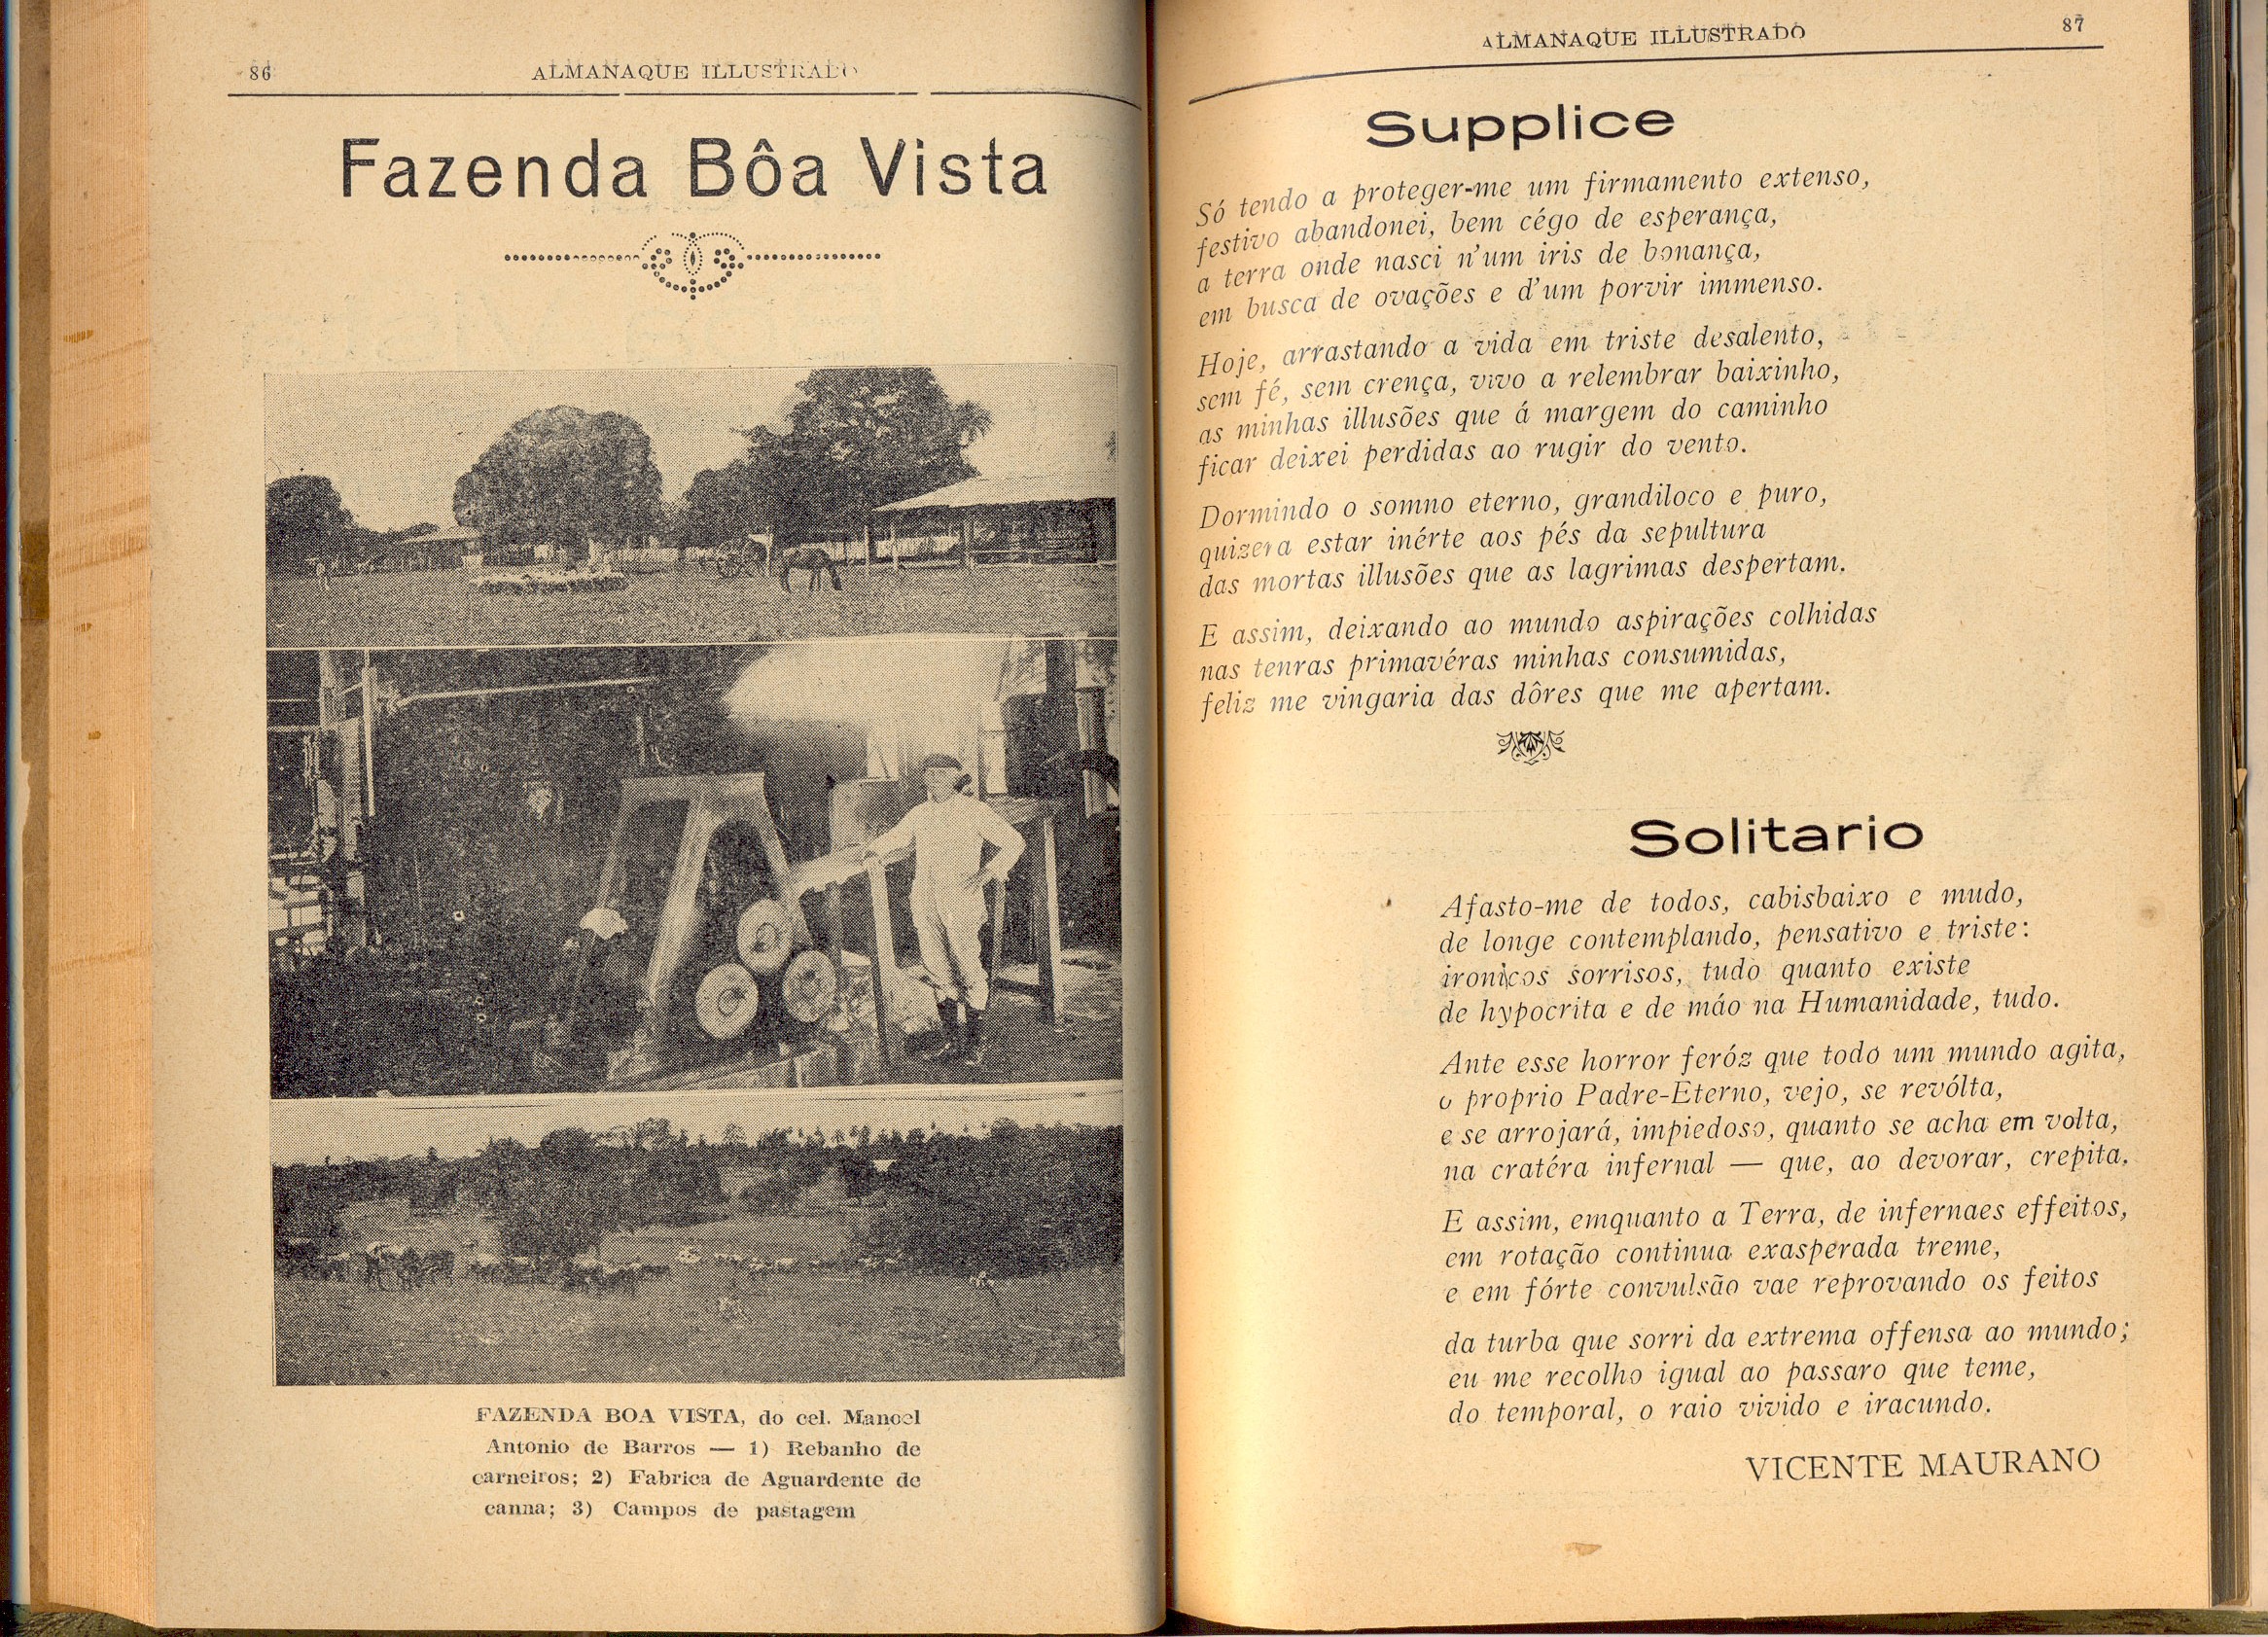 86
ALMANAQUE ILLUSTRADO
Fazenda Bôa Vista
FAZENDA BOA VISTA, do cel. Manoel
Antonio de Barros — 1) Rebanho de
carneiros; 2) Fabrica de Aguardente de
canna; 3) Campos de pastagem
ALMANAQUE ILLUSTRADO
87
Supplice
Só tendo a proteger-me um firmamento extenso,
festivo abandonei, bem cégo de esperança,
a terra onde nasci n'um iris de bonança,
em busca de ovações e d'um porvir immenso.
Hoje, arrastando a vida em triste desalento,
sem fé, sem crença, vivo a relembrar baixinho,
as minhas illusões que á margem do caminho
ficar deixei perdidas ao rugir do vento.
Dormindo o somno eterno, grandiloco e puro,
quizera estar inérte aos pés da sepultura
das mortas illusões que as lagrimas despertam.
E assim, deixando ao mundo aspirações colhidas
nas tenras primavéras minhas consumidas,
feliz me vingaria das dôres que me apertam.
Solitario
Afasto-me de todos, cabisbaixo e mudo,
de longe contemplando, pensativo e triste:
ironicos sorrisos, tudo quanto existe
de hypocrita e de máo na Humanidade, tudo.
Ante esse horror feróz que todo um mundo agita,
o proprio Padre-Eterno, vejo, se revólta,
e se arrojará, impiedoso, quanto se acha em volta,
na cratéra infernal — que, ao devorar, crepita.
E assim, emquanto a Terra, de infernaes effeitos,
em rotação continua exasperada treme,
e em fórte convulsão vae reprovando os feitos
da turba que sorri da extrema offensa ao mundo;
eu me recolho igual ao passaro que teme,
do temporal, o raio vivido e iracundo.
VICENTE MAURANO